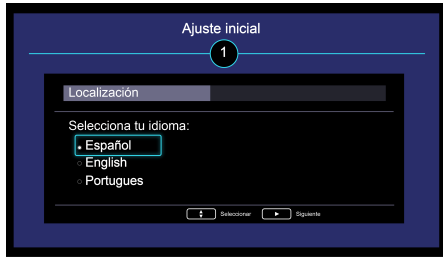 Ajuste inicial
1
Localización
Selecciona tu idioma:
Español
English
Portugues
Seleccionar Siguiente